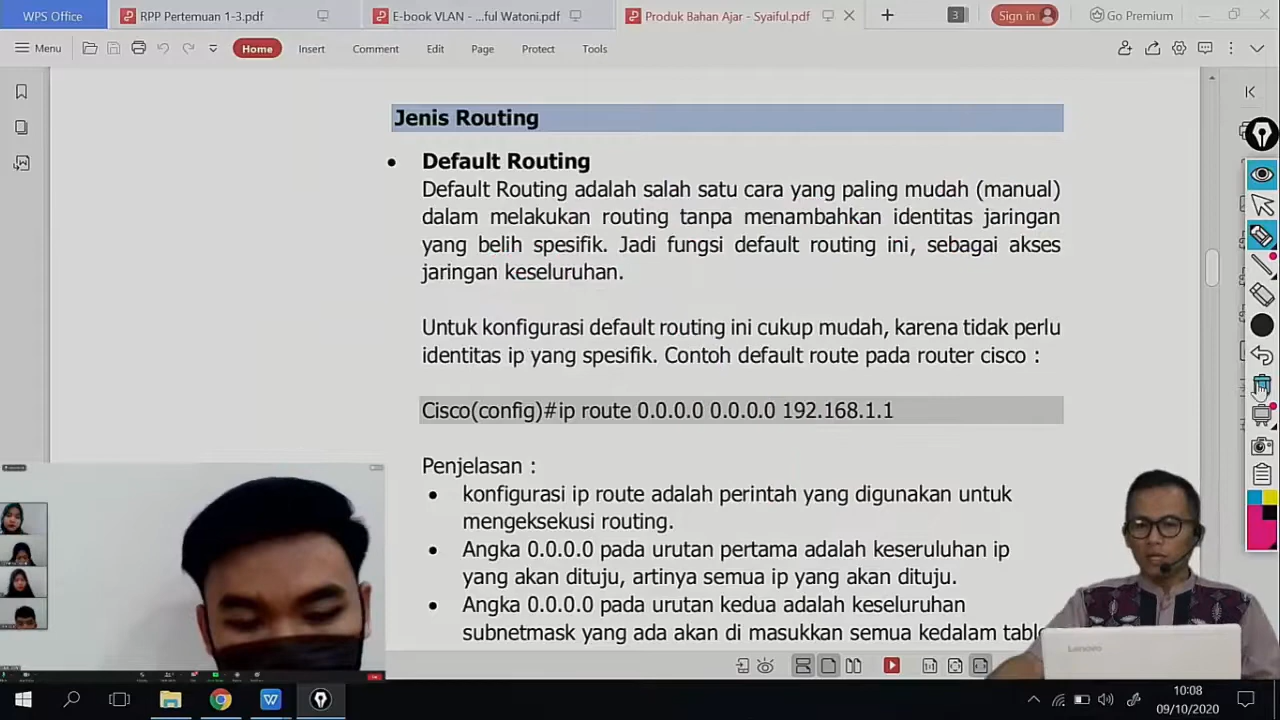 WPS Office
RPP Pertemuan 1-3.pdf
E-book VLAN - ...ful Watoni.pdf
Produk Bahan Ajar - Syaiful.pdf
3
Sign in
Go Premium
Menu
Home
Insert
Comment
Edit
Page
Protect
Tools
Jenis Routing
• Default Routing
Default Routing adalah salah satu cara yang paling mudah (manual)
dalam melakukan routing tanpa menambahkan identitas jaringan
yang belih spesifik. Jadi fungsi default routing ini, sebagai akses
jaringan keseluruhan.
Untuk konfigurasi default routing ini cukup mudah, karena tidak perlu
identitas ip yang spesifik. Contoh default route pada router cisco :
Cisco(config)#ip route 0.0.0.0 0.0.0.0 192.168.1.1
Penjelasan :
• konfigurasi ip route adalah perintah yang digunakan untuk
mengeksekusi routing.
• Angka 0.0.0.0 pada urutan pertama adalah keseruluhan ip
yang akan dituju, artinya semua ip yang akan dituju.
• Angka 0.0.0.0 pada urutan kedua adalah keseluruhan
subnetmask yang ada akan di masukkan semua kedalam table
Lenovo
10:08
09/10/2020